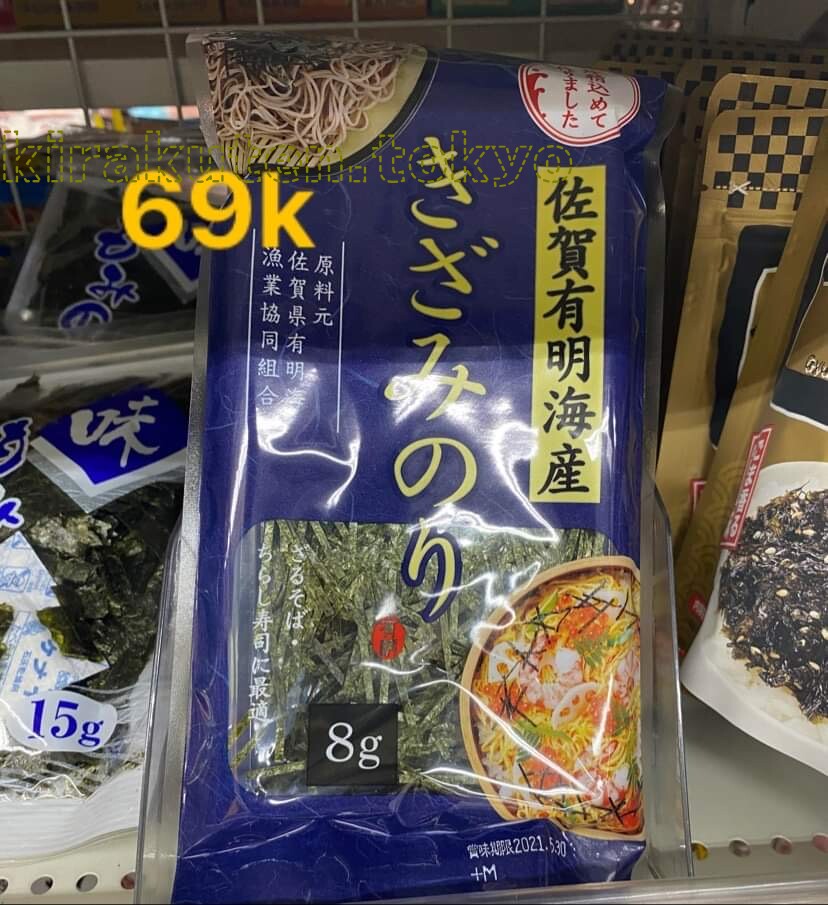 kirakuten.tokyo
69k
きざみのり
佐賀有明海産
原料元
佐賀県有明海
漁業協同組合
ざるそば・
ちらし寿司に最適
8g
賞味期限2021.5.30
+M
味
15g